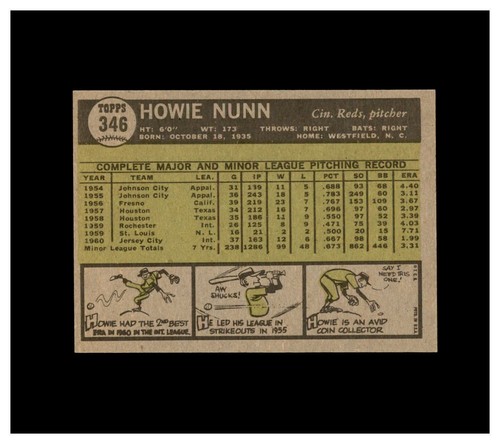 TOPPS
346
HOWIE NUNN
Cin. Reds, pitcher
HT: 6'0" WT: 173 THROWS: RIGHT BATS: RIGHT
BORN: OCTOBER 18, 1935 HOME: WESTFIELD, N. C.
COMPLETE MAJOR AND MINOR LEAGUE PITCHING RECORD
YEAR TEAM LEA. G IP W L PCT SO BB ERA
1954 Johnson City Appal. 31 139 11 5 .688 93 68 4.40
1955 Johnson City Appal. 36 243 18 5 .783 249 60 3.11
1956 Fresno Calif. 39 219 23 7 .767 153 109 3.67
1957 Houston Texas 34 212 16 11 .600 97 52 2.97
1958 Houston Texas 35 186 11 9 .550 97 52 3.39
1959 Rochester Int. 26 125 8 9 .471 75 39 4.03
1959 St. Louis N. L. 16 21 2 2 .500 20 15 7.71
1960 Jersey City Int. 37 163 12 6 .667 98 58 1.99
Minor League Totals 7 Yrs. 238 1286 99 48 .673 862 446 3.31
HOWIE HAD THE 2ND BEST
ERA IN 1960 IN THE INT. LEAGUE.
AW
SHUCKS!
HE LED HIS LEAGUE IN
STRIKEOUTS IN 1955
SAY I
NEED THIS
ONE!
HOWIE IS AN AVID
COIN COLLECTOR